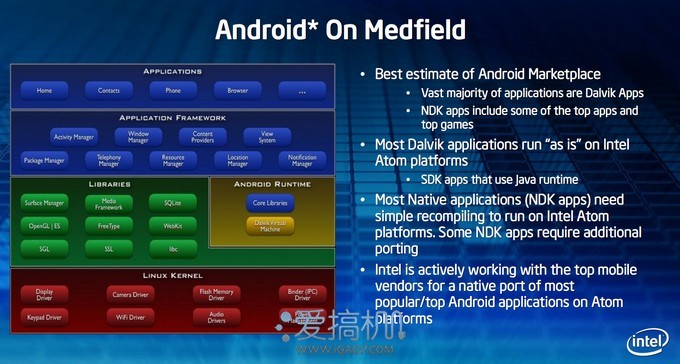 Android* On Medfield
APPLICATIONS
Home Contacts Phone Browser ...
APPLICATION FRAMEWORK
Activity Manager Window Manager Content Providers View System
Package Manager Telephony Manager Resource Manager Location Manager Notification Manager
LIBRARIES
Surface Manager Media Framework SQLite
OpenGL | ES FreeType WebKit
SGL SSL libc
ANDROID RUNTIME
Core Libraries
Dalvik Virtual Machine
LINUX KERNEL
Display Driver Camera Driver Flash Memory Driver Binder (IPC) Driver
Keypad Driver WiFi Driver Audio Drivers
• Best estimate of Android Marketplace
• Vast majority of applications are Dalvik Apps
• NDK apps include some of the top apps and
top games
• Most Dalvik applications run "as is" on Intel
Atom platforms
• SDK apps that use Java runtime
• Most Native applications (NDK apps) need
simple recompiling to run on Intel Atom
platforms. Some NDK apps require additional
porting
• Intel is actively working with the top mobile
vendors for a native port of most
popular/top Android applications on Atom
platforms
爱搞机
WWW.IGAO7.COM
intel